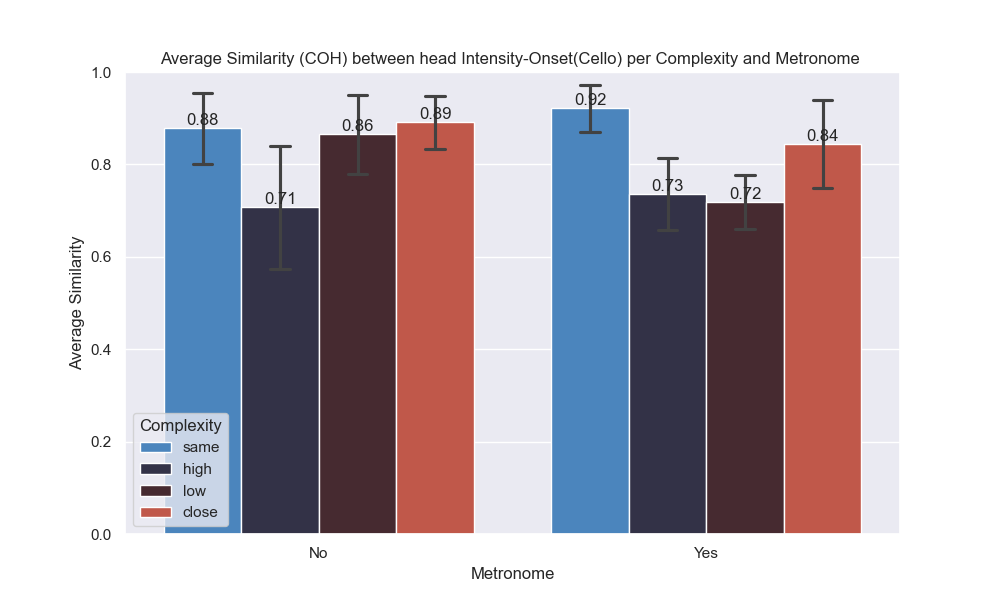 Average Similarity (COH) between head Intensity-Onset(Cello) per Complexity and Metronome
1.0
0.8
0.6
0.4
0.2
0.0
Average Similarity
0.88
0.71
0.86
0.89
0.92
0.73
0.72
0.84
Complexity
same
high
low
close
No
Yes
Metronome